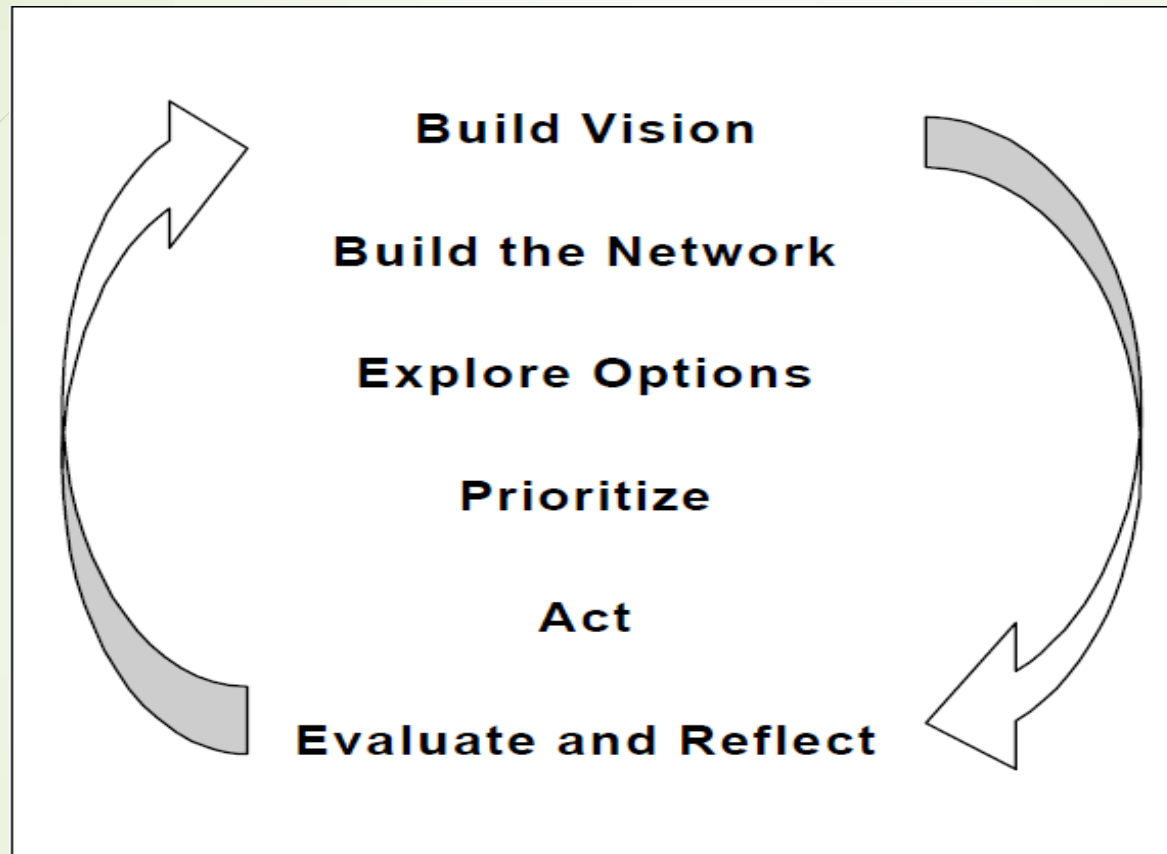 Build Vision
Build the Network
Explore Options
Prioritize
Act
Evaluate and Reflect